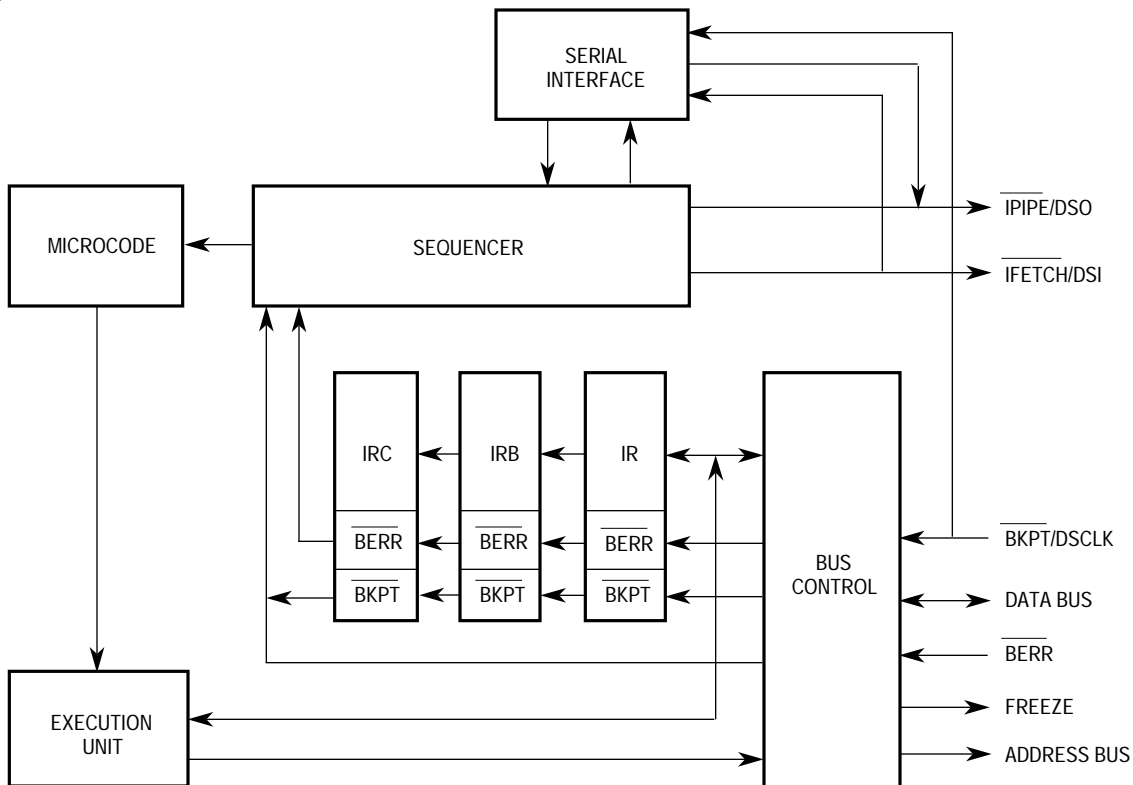 SERIAL
INTERFACE
MICROCODE
SEQUENCER
IPIPE/DSO
IFETCH/DSI
IRC
IRB
IR
BERR
BERR
BERR
BKPT
BKPT
BKPT
BUS
CONTROL
BKPT/DSCLK
DATA BUS
BERR
FREEZE
ADDRESS BUS
EXECUTION
UNIT